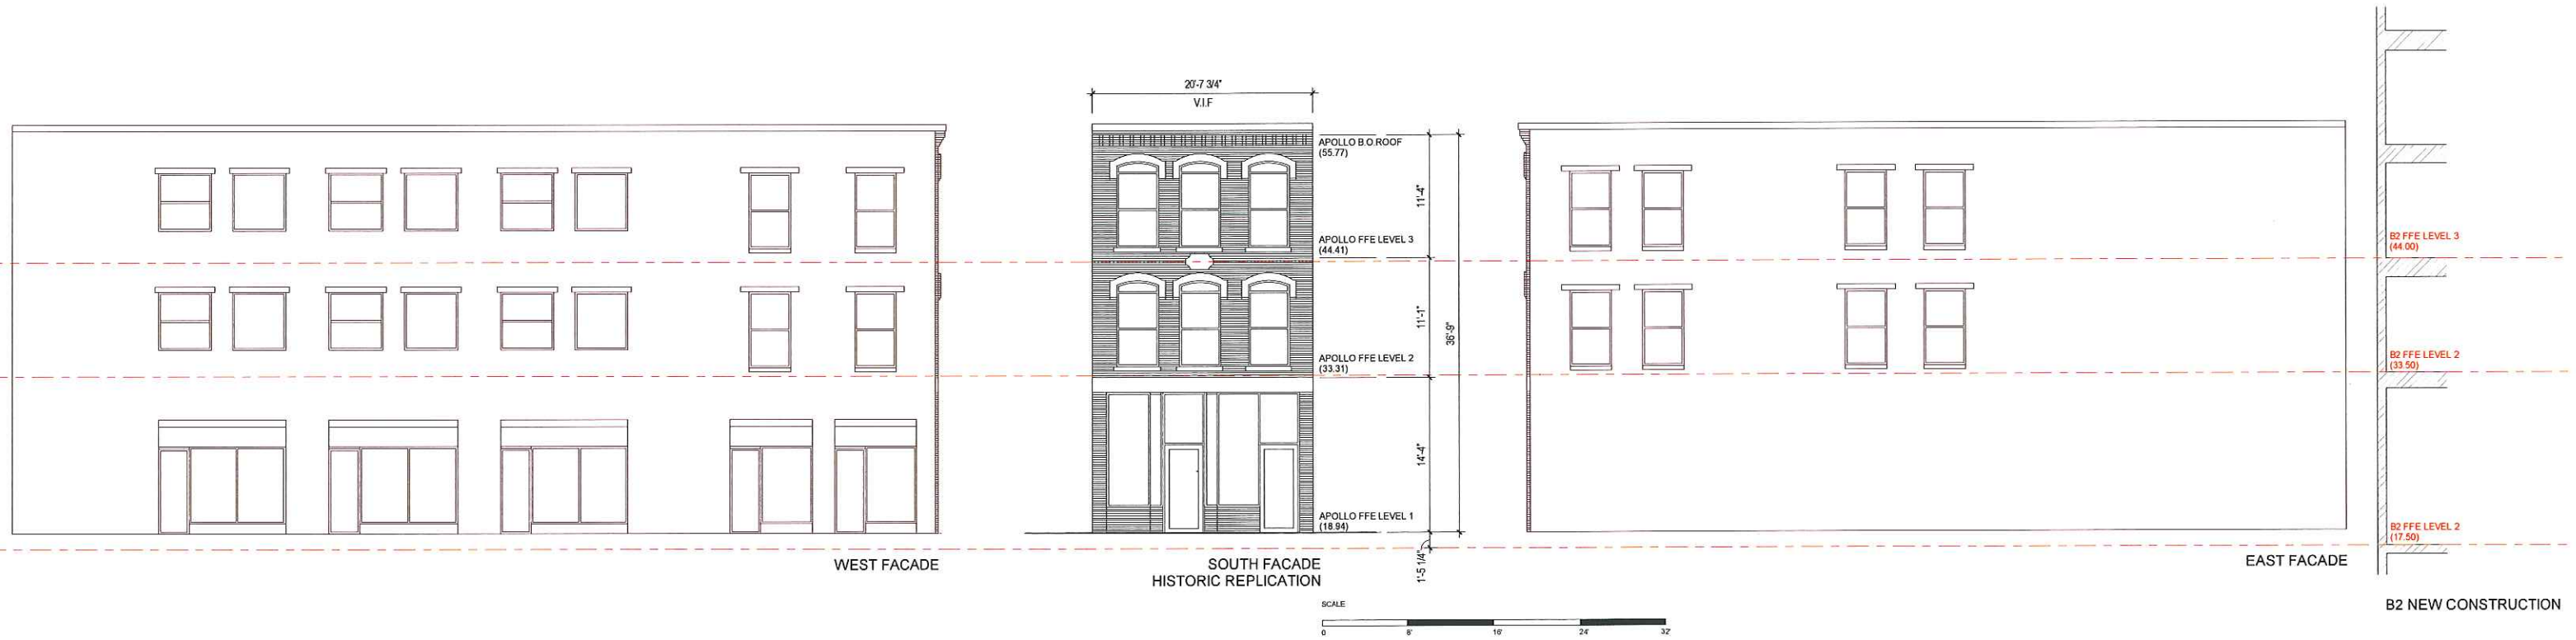 20'-7 3/4"
V.I.F
APOLLO B.O.ROOF
(55.77)
11'-4"
APOLLO FFE LEVEL 3
(44.41)
11'-1"
36'-9"
APOLLO FFE LEVEL 2
(33.31)
14'-4"
APOLLO FFE LEVEL 1
(18.94)
1'-5 1/4"
B2 FFE LEVEL 3
(44.00)
B2 FFE LEVEL 2
(33.50)
B2 FFE LEVEL 2
(17.50)
WEST FACADE
SOUTH FACADE
HISTORIC REPLICATION
EAST FACADE
B2 NEW CONSTRUCTION
SCALE
0 8' 16' 24' 32'